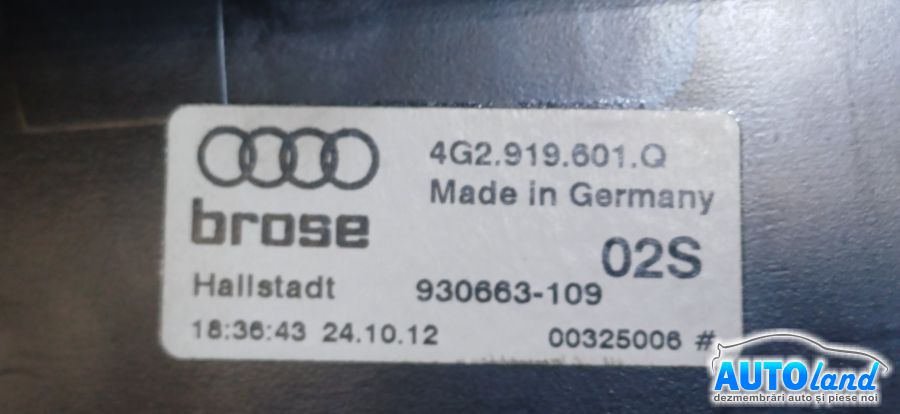 4G2.919.601.Q
Made in Germany
brose
02S
Hallstadt 930663-109
18:36:43 24.10.12 00325006 #
AUTOland
dezmembrări auto și piese noi